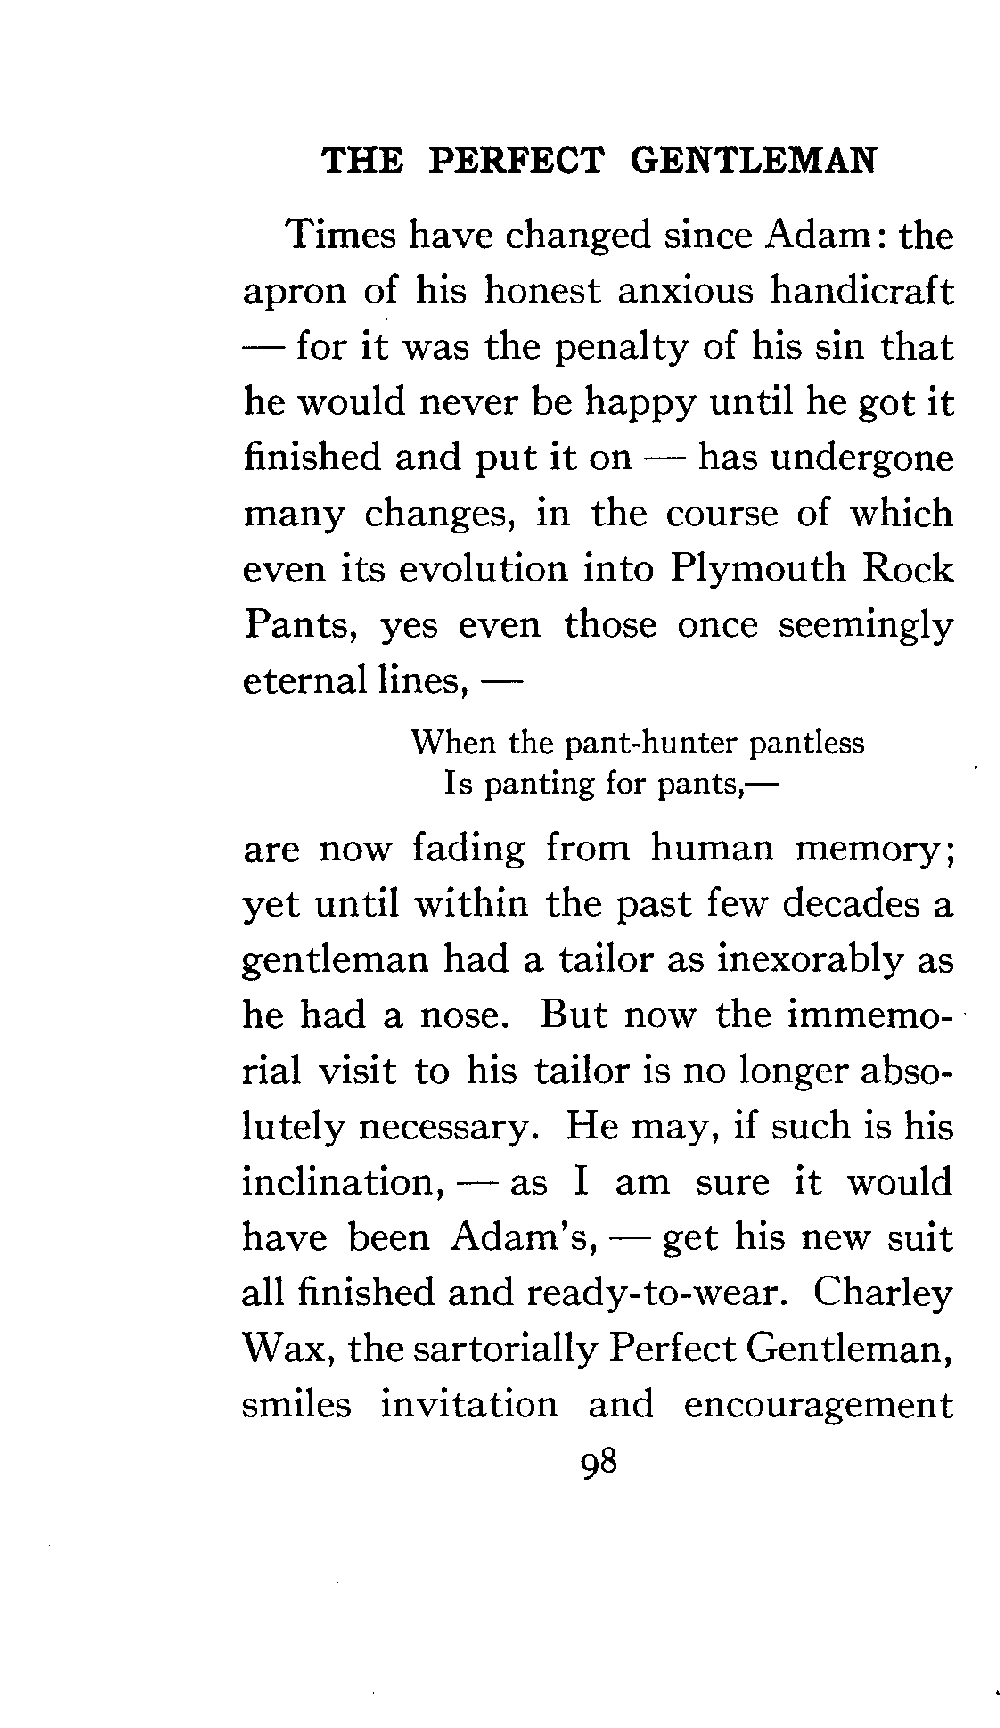 THE PERFECT GENTLEMAN
Times have changed since Adam: the
apron of his honest anxious handicraft
— for it was the penalty of his sin that
he would never be happy until he got it
finished and put it on — has undergone
many changes, in the course of which
even its evolution into Plymouth Rock
Pants, yes even those once seemingly
eternal lines, —
When the pant-hunter pantless
Is panting for pants,—
are now fading from human memory;
yet until within the past few decades a
gentleman had a tailor as inexorably as
he had a nose. But now the immemo-
rial visit to his tailor is no longer abso-
lutely necessary. He may, if such is his
inclination, — as I am sure it would
have been Adam's, — get his new suit
all finished and ready-to-wear. Charley
Wax, the sartorially Perfect Gentleman,
smiles invitation and encouragement
98